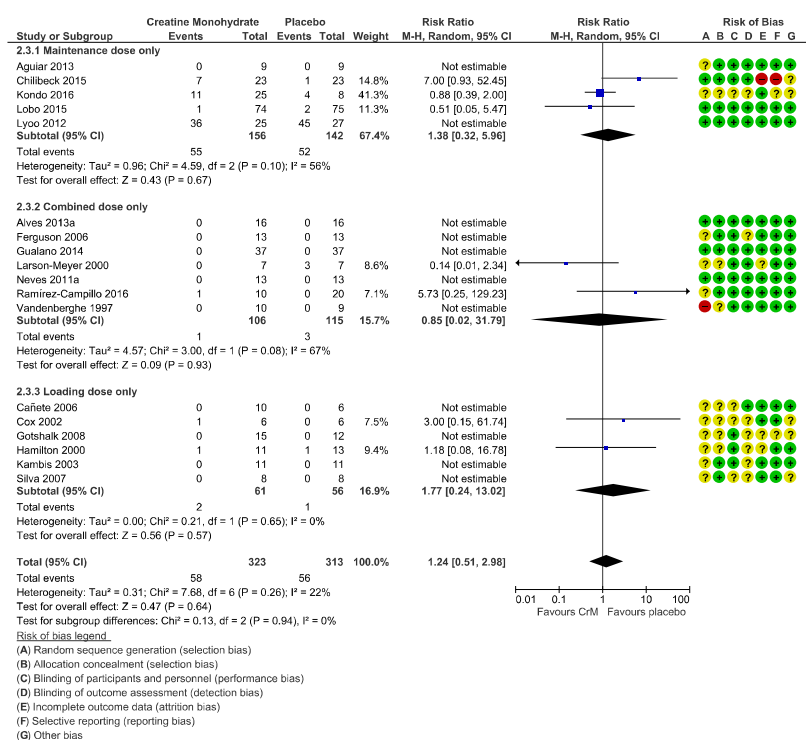 Creatine Monohydrate Placebo Risk Ratio Risk Ratio Risk of Bias
Study or Subgroup Events Total Events Total Weight M-H, Random, 95% CI M-H, Random, 95% CI A B C D E F G
2.3.1 Maintenance dose only
Aguiar 2013 0 9 0 9 Not estimable ? + + + + + +
Chilibeck 2015 7 23 1 23 14.8% 7.00 [0.93, 52.45] + + + + − − ?
Kondo 2016 11 25 4 8 41.3% 0.88 [0.39, 2.00] ? ? ? ? ? ? ?
Lobo 2015 1 74 2 75 11.3% 0.51 [0.05, 5.47] + + + + + + +
Lyoo 2012 36 25 45 27 Not estimable + + + + + + +
Subtotal (95% CI) 156 142 67.4% 1.38 [0.32, 5.96]
Total events 55 52
Heterogeneity: Tau² = 0.96; Chi² = 4.59, df = 2 (P = 0.10); I² = 56%
Test for overall effect: Z = 0.43 (P = 0.67)
2.3.2 Combined dose only
Alves 2013a 0 16 0 16 Not estimable + + + + + + +
Ferguson 2006 0 13 0 13 Not estimable ? + + ? + + +
Gualano 2014 0 37 0 37 Not estimable + + + + + + +
Larson-Meyer 2000 0 7 3 7 8.6% 0.14 [0.01, 2.34] ? ? + + ? + +
Neves 2011a 0 13 0 13 Not estimable + + + + + + +
Ramírez-Campillo 2016 1 10 0 20 7.1% 5.73 [0.25, 129.23] ? + + + + + +
Vandenberghe 1997 0 10 0 9 Not estimable − ? + + + + +
Subtotal (95% CI) 106 115 15.7% 0.85 [0.02, 31.79]
Total events 1 3
Heterogeneity: Tau² = 4.57; Chi² = 3.00, df = 1 (P = 0.08); I² = 67%
Test for overall effect: Z = 0.09 (P = 0.93)
2.3.3 Loading dose only
Cañete 2006 0 10 0 6 Not estimable ? ? ? + + + +
Cox 2002 1 6 0 6 7.5% 3.00 [0.15, 61.74] ? ? + ? + + ?
Gotshalk 2008 0 15 0 12 Not estimable ? ? ? ? ? ? ?
Hamilton 2000 1 11 1 13 9.4% 1.18 [0.08, 16.78] ? ? + ? ? + +
Kambis 2003 0 11 0 11 Not estimable ? + + ? + + +
Silva 2007 0 8 0 8 Not estimable ? + ? ? + + ?
Subtotal (95% CI) 61 56 16.9% 1.77 [0.24, 13.02]
Total events 2 1
Heterogeneity: Tau² = 0.00; Chi² = 0.21, df = 1 (P = 0.65); I² = 0%
Test for overall effect: Z = 0.56 (P = 0.57)
Total (95% CI) 323 313 100.0% 1.24 [0.51, 2.98]
Total events 58 56
Heterogeneity: Tau² = 0.31; Chi² = 7.68, df = 6 (P = 0.26); I² = 22%
Test for overall effect: Z = 0.47 (P = 0.64)
Test for subgroup differences: Chi² = 0.13, df = 2 (P = 0.94), I² = 0%
0.01 0.1 1 10 100
Favours CrM Favours placebo
Risk of bias legend
(A) Random sequence generation (selection bias)
(B) Allocation concealment (selection bias)
(C) Blinding of participants and personnel (performance bias)
(D) Blinding of outcome assessment (detection bias)
(E) Incomplete outcome data (attrition bias)
(F) Selective reporting (reporting bias)
(G) Other bias